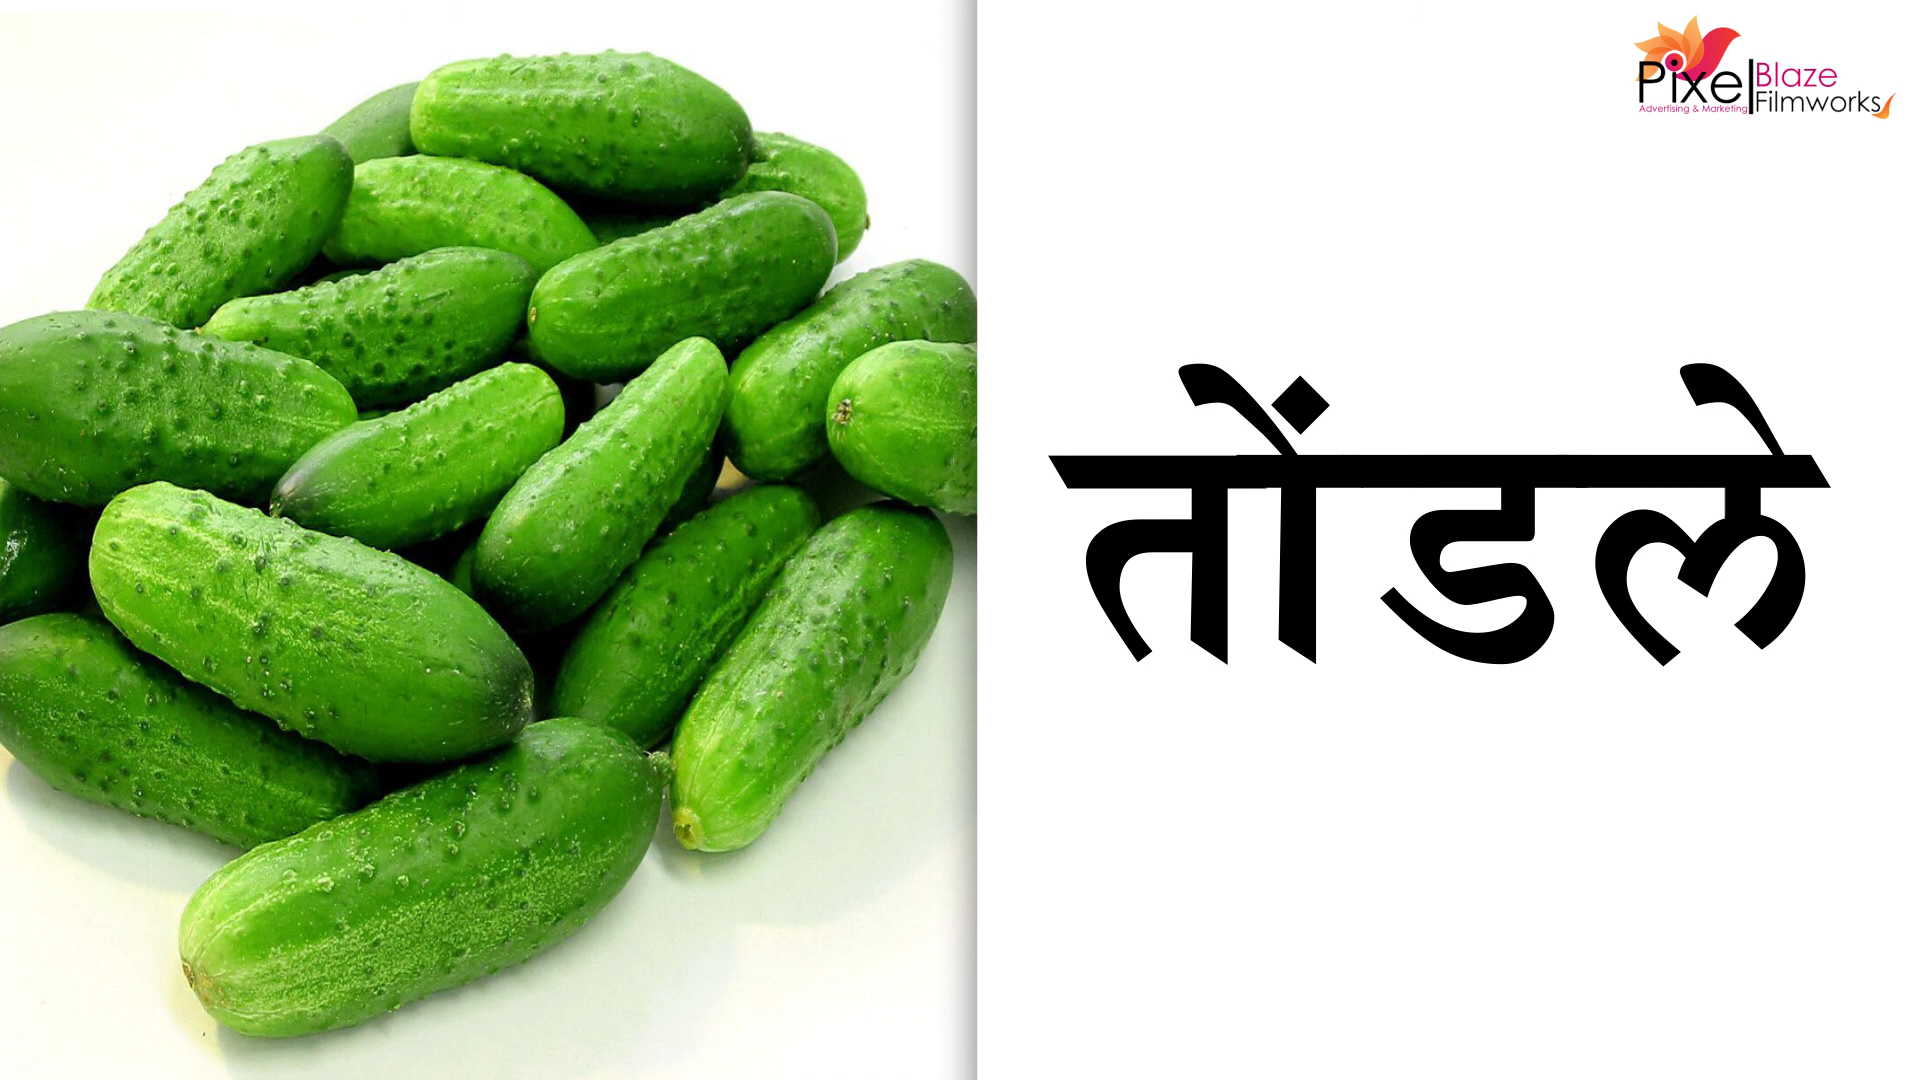 Pixel Blaze
Advertising & Marketing Filmworks
तोंडले